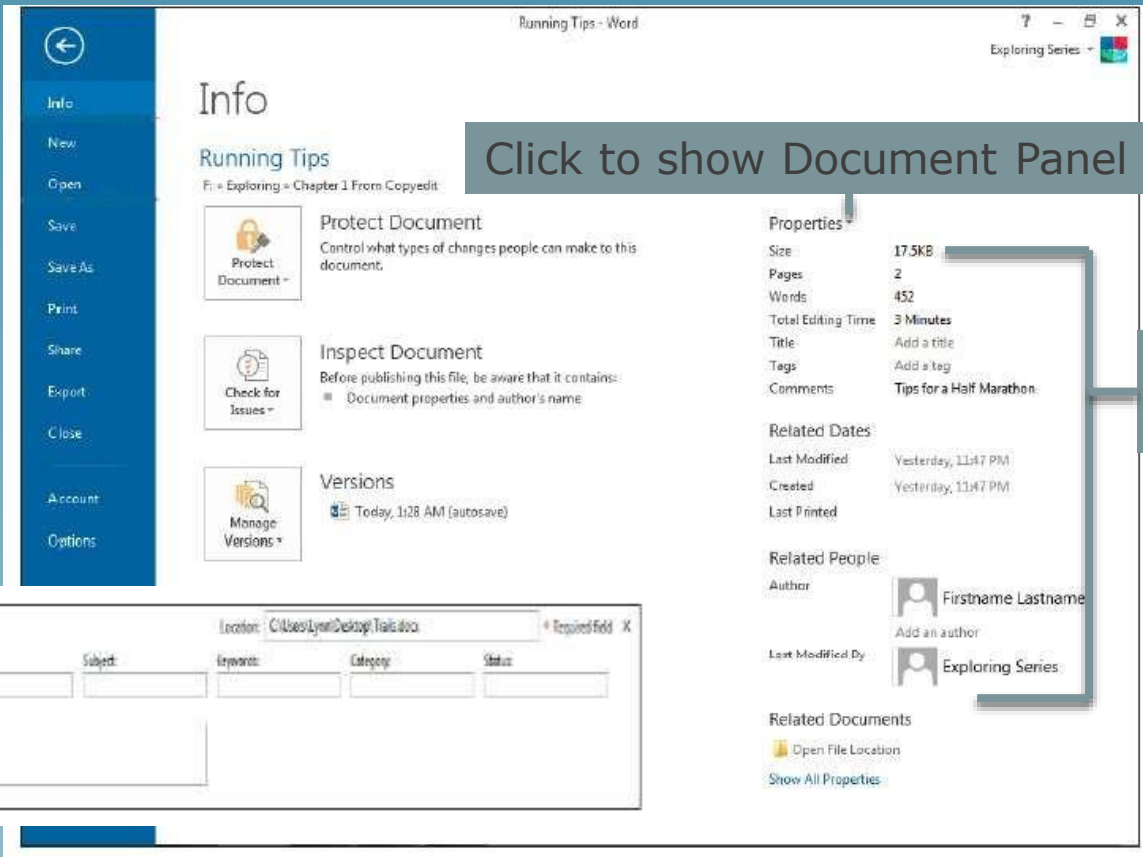 Running Tips - Word
? – X
Exploring Series
Info
New
Open
Save
Save As
Print
Share
Export
Close
Account
Options
Info
Running Tips
F: » Exploring » Chapter 1 From Copyedit
Click to show Document Panel
Protect Document
Protect Document
Control what types of changes people can make to this
document.
Check for Issues
Inspect Document
Before publishing this file, be aware that it contains:
Document properties and author's name
Manage Versions
Versions
Today, 1:28 AM (autosave)
Properties
Size 17.5KB
Pages 2
Words 452
Total Editing Time 3 Minutes
Title Add a title
Tags Add a tag
Comments Tips for a Half Marathon
Related Dates
Last Modified Yesterday, 11:47 PM
Created Yesterday, 11:47 PM
Last Printed
Related People
Author Firstname Lastname
Add an author
Last Modified By Exploring Series
Related Documents
Open File Location
Show All Properties
Location: C:\Users\Lynn\Desktop\Trails.docx * Required field X
Subject: Keywords: Category: Status: